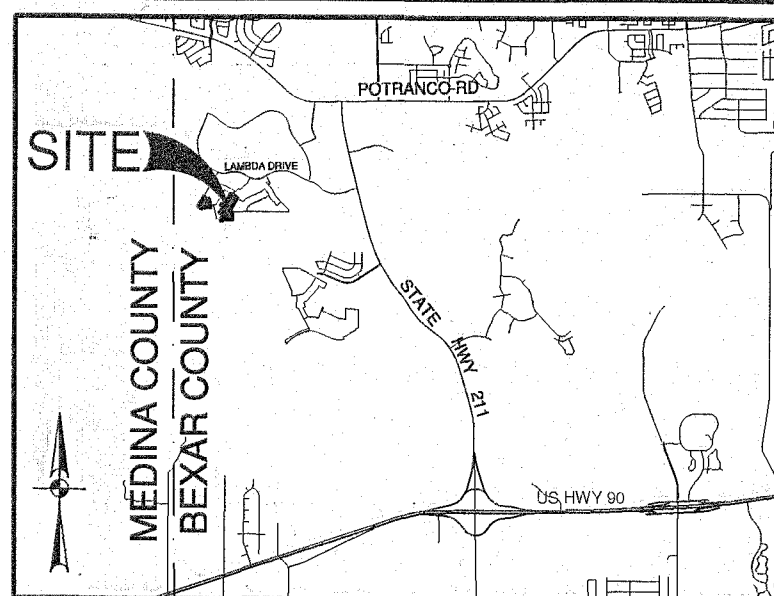 POTRANCO RD
SITE
LAMBDA DRIVE
MEDINA COUNTY
BEXAR COUNTY
STATE HWY 211
US HWY 90